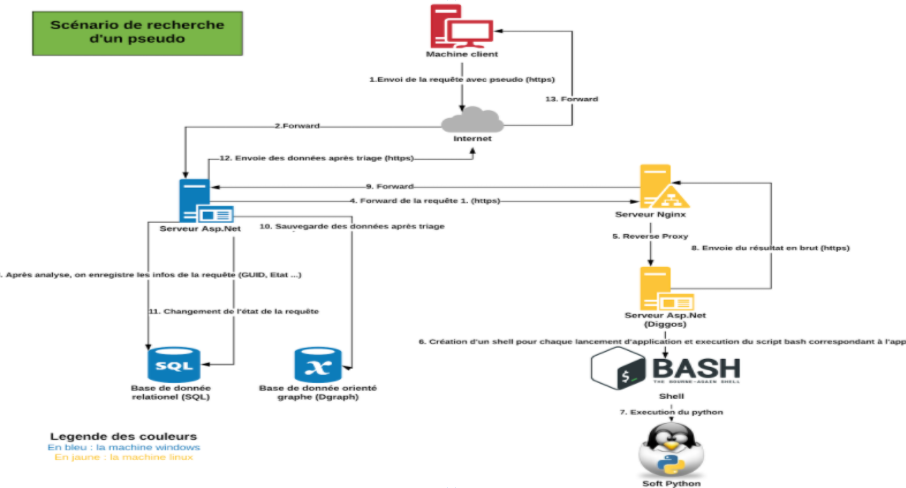 Scénario de recherche
d'un pseudo
Machine client
1.Envoi de la requête avec pseudo (https)
13. Forward
2.Forward
Internet
12. Envoie des données après triage (https)
9. Forward
4. Forward de la requête 1. (https)
Serveur Nginx
Serveur Asp.Net
10. Sauvegarde des données après triage
5. Reverse Proxy
8. Envoie du résultat en brut (https)
. Après analyse, on enregistre les infos de la requête (GUID, Etat ...)
11. Changement de l'état de la requête
Serveur Asp.Net
(Diggos)
6. Création d'un shell pour chaque lancement d'application et execution du script bash correspondant à l'app
SQL
x
$_
BASH
THE BOURNE-AGAIN SHELL
Base de donnée
relationel (SQL)
Base de donnée orienté
graphe (Dgraph)
Shell
7. Execution du python
Legende des couleurs
En bleu : la machine windows
En jaune : la machine linux
Soft Python